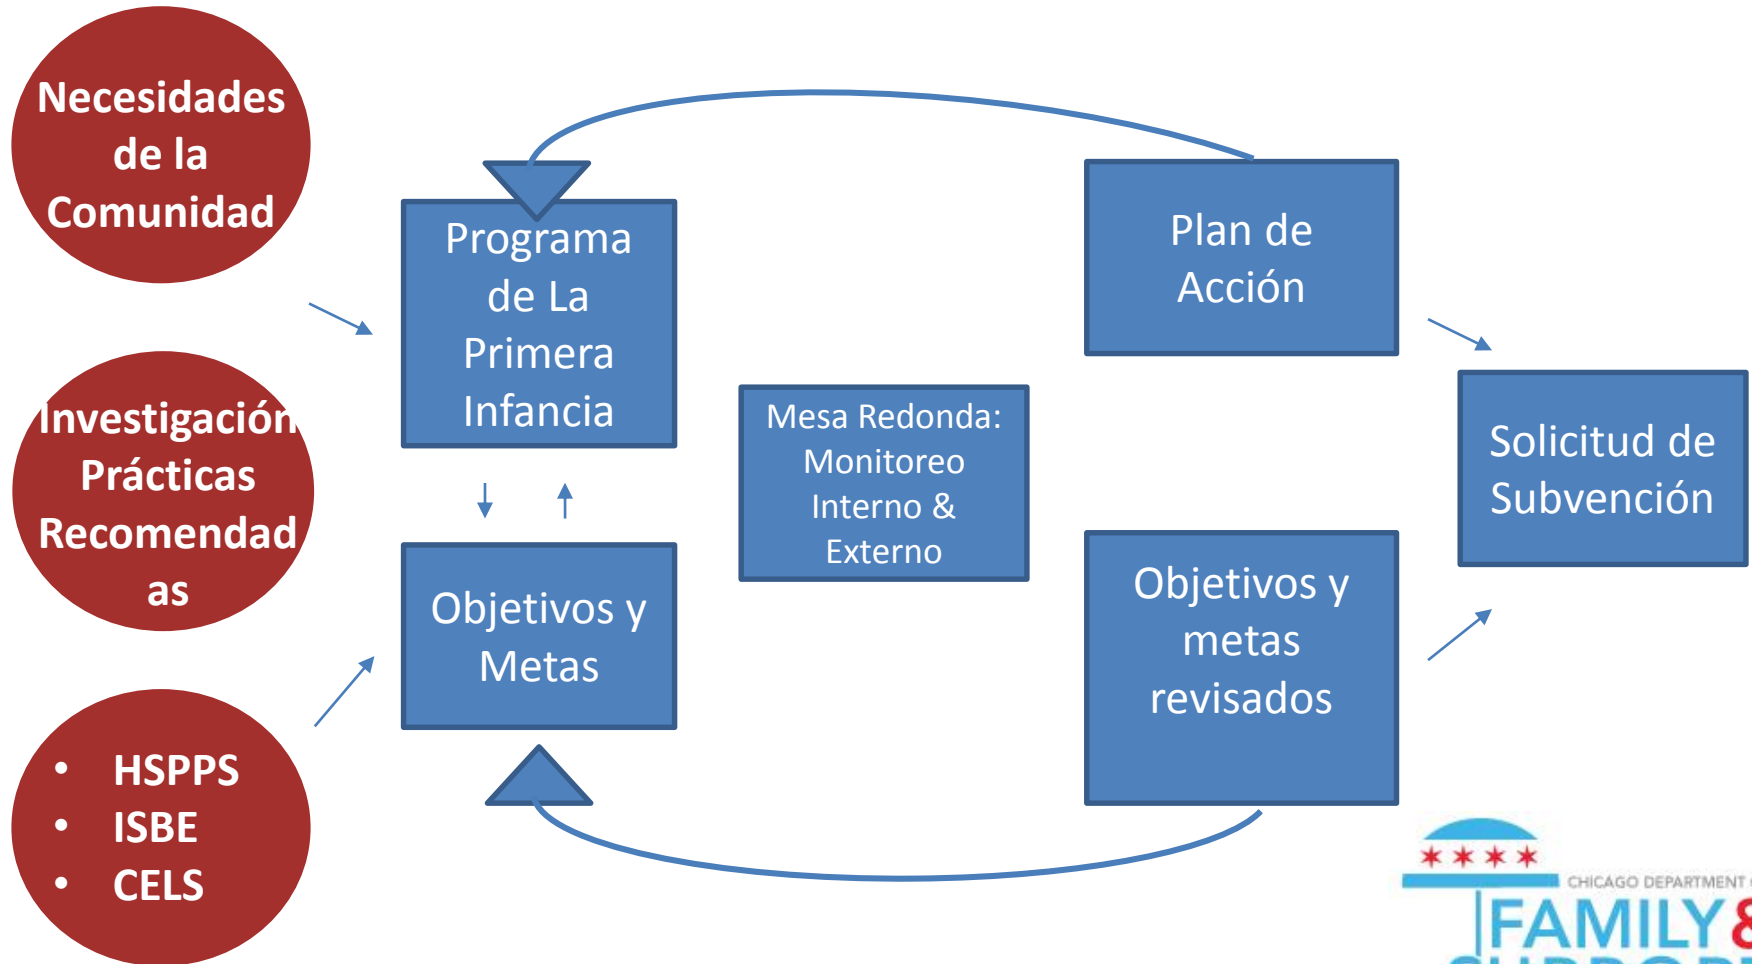 Necesidades
de la
Comunidad
Investigación
Prácticas
Recomendad
as
• HSPPS
• ISBE
• CELS
Programa
de La
Primera
Infancia
Objetivos y
Metas
Mesa Redonda:
Monitoreo
Interno &
Externo
Plan de
Acción
Objetivos y
metas
revisados
Solicitud de
Subvención
CHICAGO DEPARTMENT
FAMILY &
SUPPORT